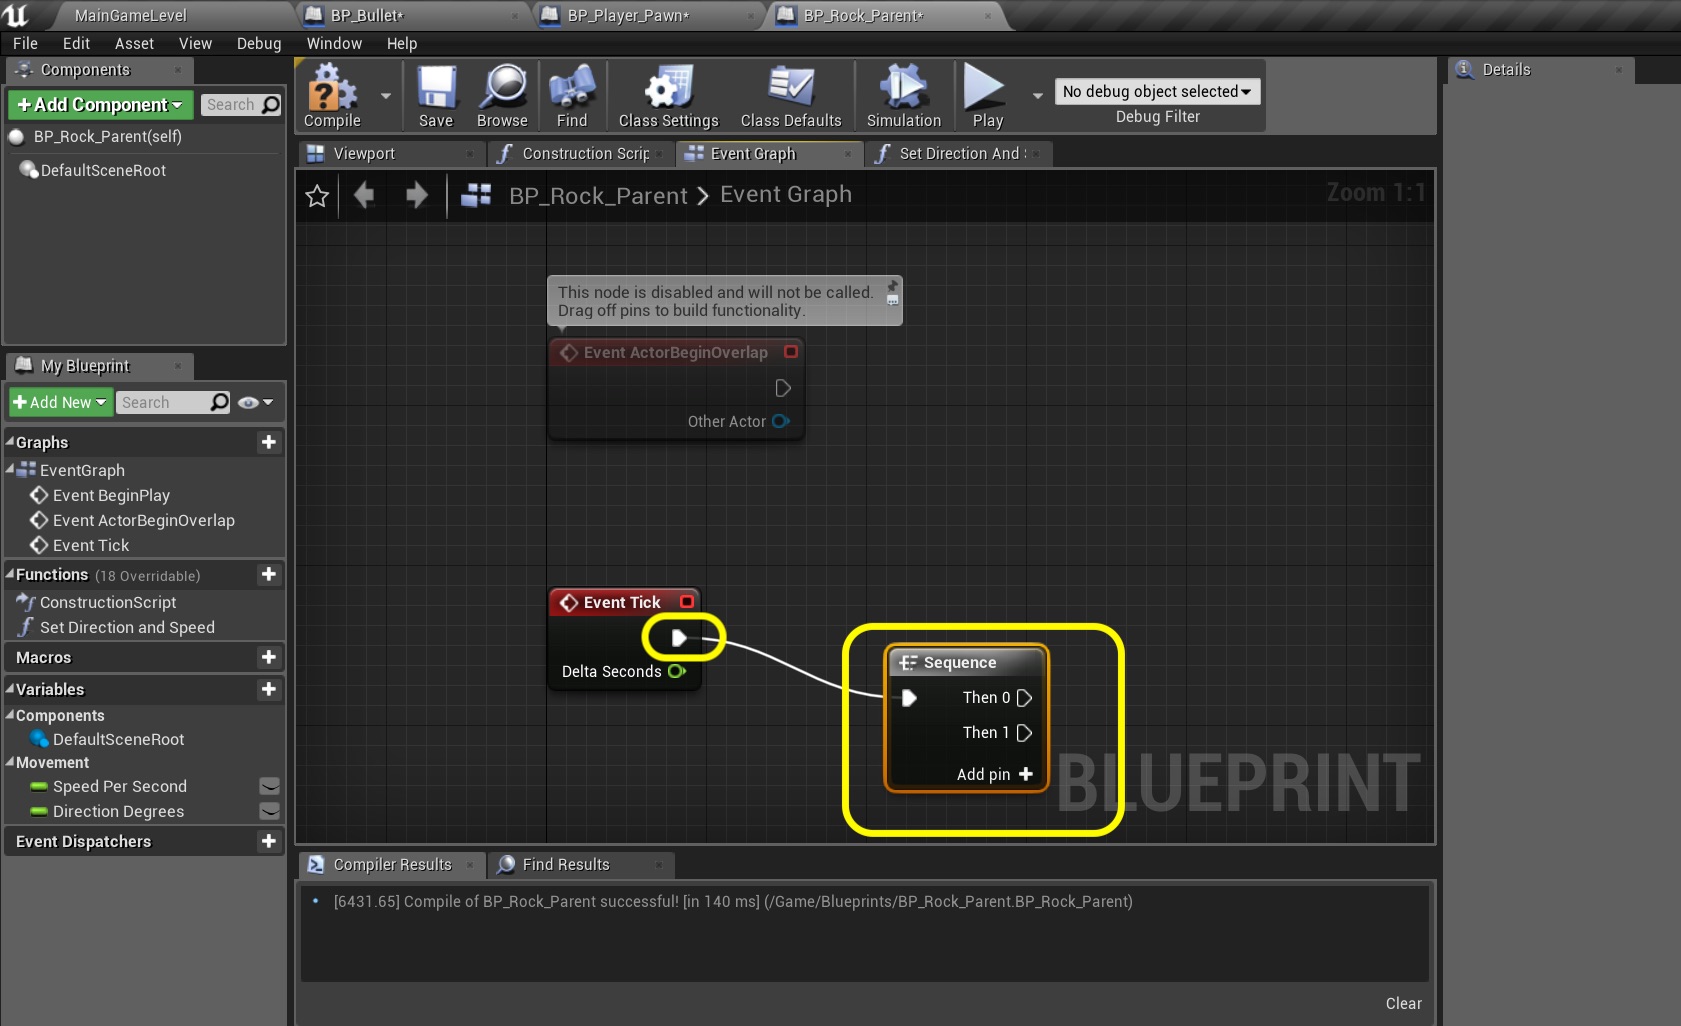 MainGameLevel
BP_Bullet*
BP_Player_Pawn*
BP_Rock_Parent*
File Edit Asset View Debug Window Help
Components
+Add Component
Search
BP_Rock_Parent(self)
DefaultSceneRoot
Compile
Save
Browse
Find
Class Settings
Class Defaults
Simulation
Play
No debug object selected
Debug Filter
Details
Viewport
Construction Scrip
Event Graph
Set Direction And
BP_Rock_Parent > Event Graph
Zoom 1:1
This node is disabled and will not be called.
Drag off pins to build functionality.
Event ActorBeginOverlap
Other Actor
Event Tick
Delta Seconds
Sequence
Then 0
Then 1
Add pin +
BLUEPRINT
My Blueprint
+Add New
Search
Graphs
EventGraph
Event BeginPlay
Event ActorBeginOverlap
Event Tick
Functions (18 Overridable)
ConstructionScript
Set Direction and Speed
Macros
Variables
Components
DefaultSceneRoot
Movement
Speed Per Second
Direction Degrees
Event Dispatchers
Compiler Results
Find Results
[6431.65] Compile of BP_Rock_Parent successful! [in 140 ms] (/Game/Blueprints/BP_Rock_Parent.BP_Rock_Parent)
Clear